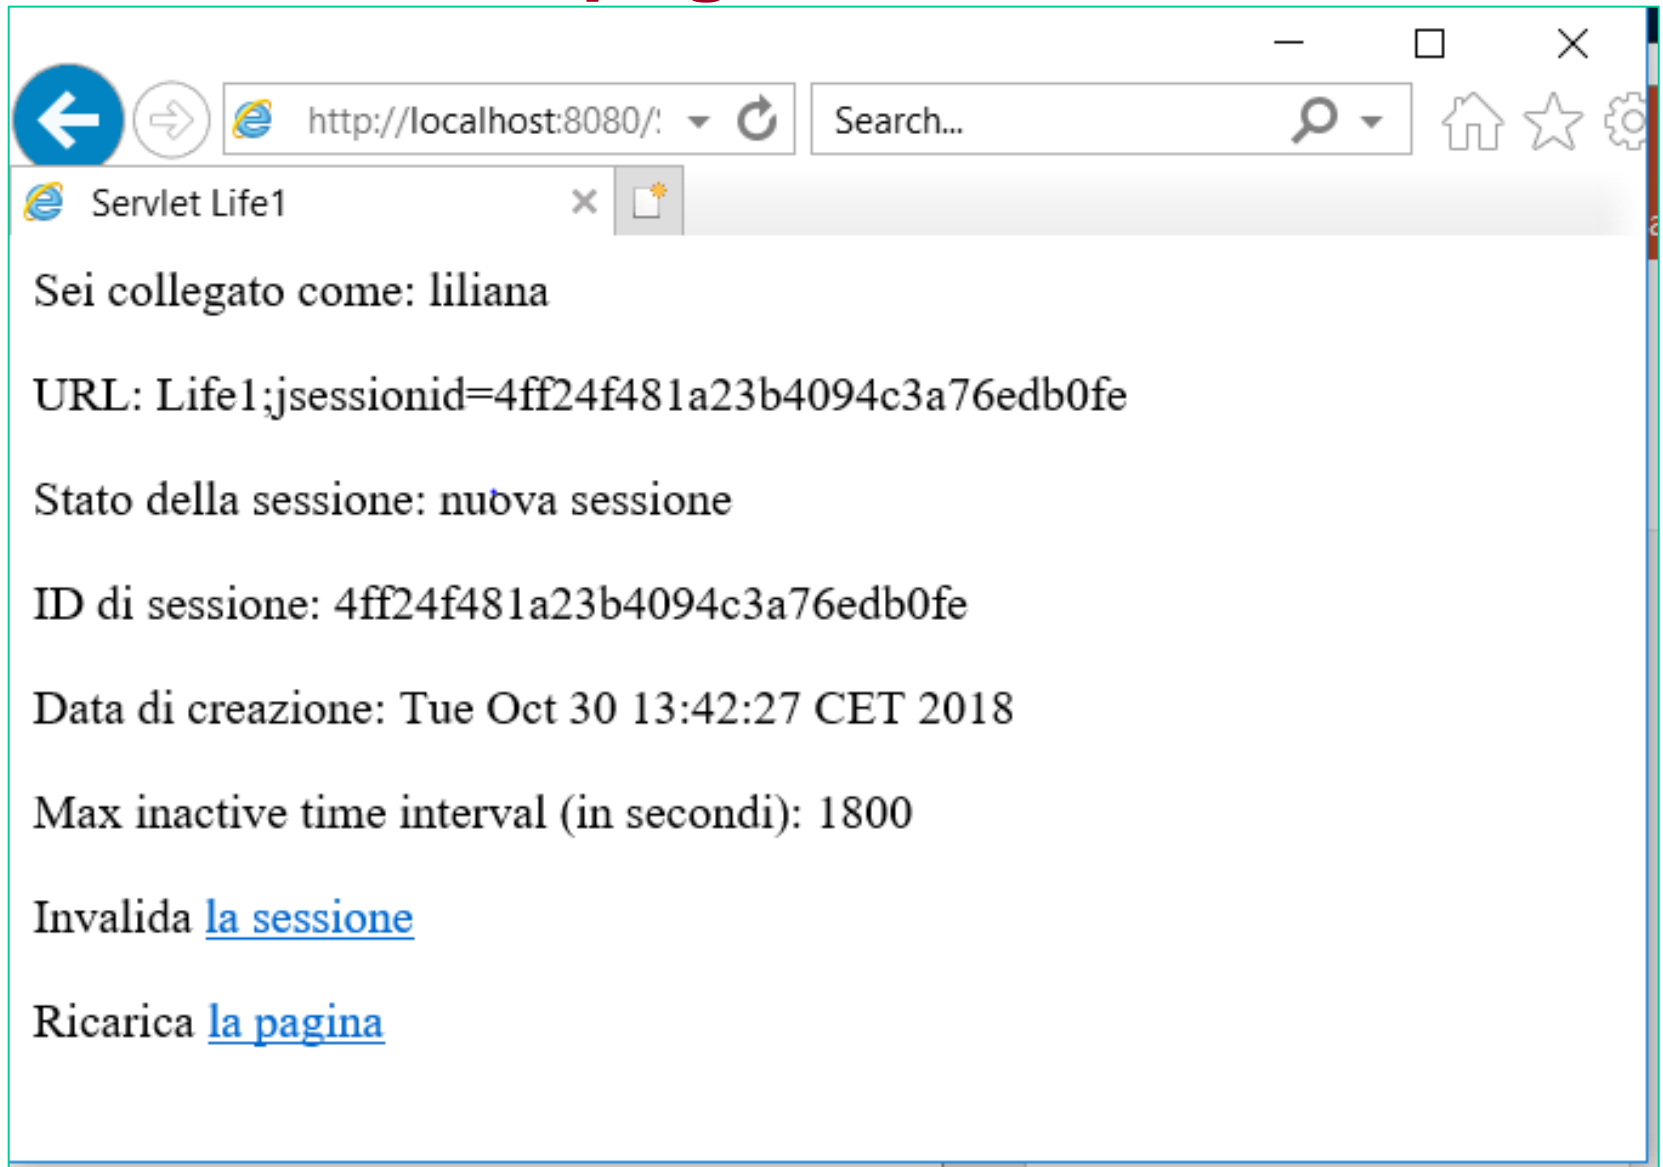 http://localhost:8080/
Search...
Servlet Life1
Sei collegato come: liliana
URL: Life1;jsessionid=4ff24f481a23b4094c3a76edb0fe
Stato della sessione: nuova sessione
ID di sessione: 4ff24f481a23b4094c3a76edb0fe
Data di creazione: Tue Oct 30 13:42:27 CET 2018
Max inactive time interval (in secondi): 1800
Invalida la sessione
Ricarica la pagina